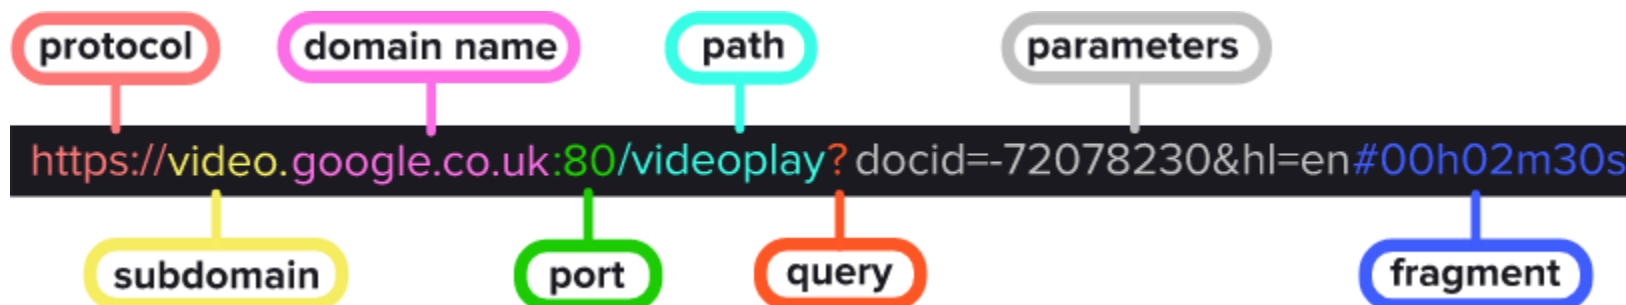 protocol domain name path parameters
https://video.google.co.uk:80/videoplay? docid=-72078230&hl=en#00h02m30s
subdomain port query fragment